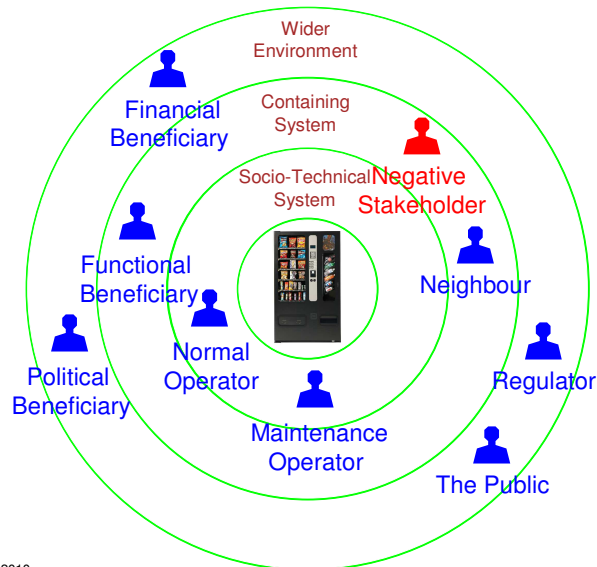 Wider
Environment
Financial
Beneficiary
Containing
System
Socio-Technical
System
Negative
Stakeholder
Functional
Beneficiary
Neighbour
Normal
Operator
Political
Beneficiary
Regulator
Maintenance
Operator
The Public